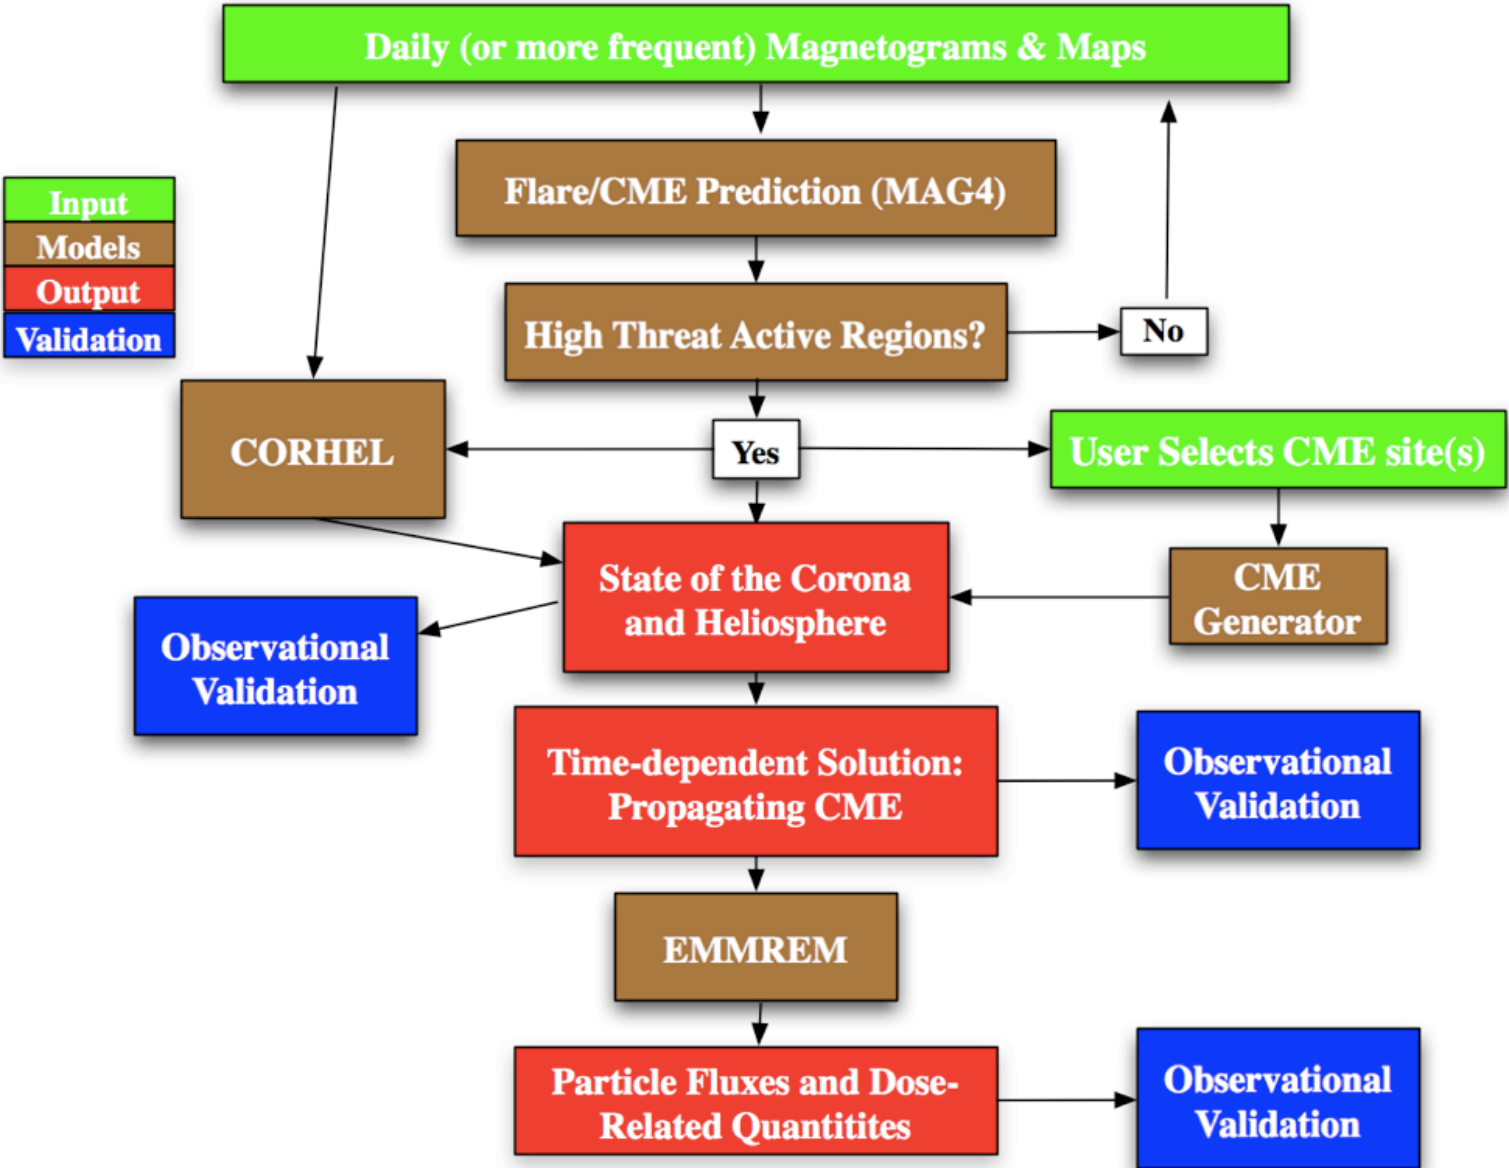 Daily (or more frequent) Magnetograms & Maps
Flare/CME Prediction (MAG4)
Input
Models
Output
Validation
High Threat Active Regions?
No
CORHEL
Yes
User Selects CME site(s)
State of the Corona
and Heliosphere
CME
Generator
Observational
Validation
Time-dependent Solution:
Propagating CME
Observational
Validation
EMMREM
Particle Fluxes and Dose-
Related Quantitites
Observational
Validation